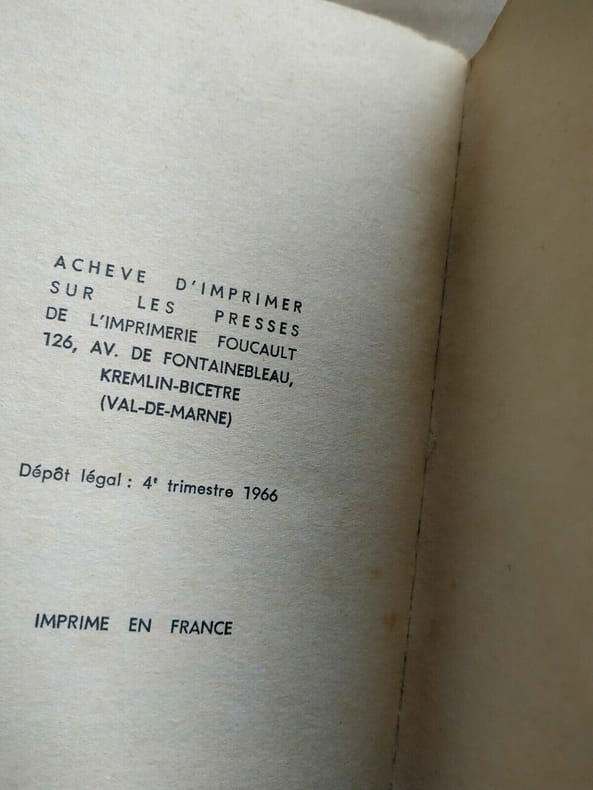 ACHEVE D'IMPRIMER
SUR LES PRESSES
DE L'IMPRIMERIE FOUCAULT
126, AV. DE FONTAINEBLEAU,
KREMLIN-BICETRE
(VAL-DE-MARNE)
Dépôt légal : 4ᵉ trimestre 1966
IMPRIME EN FRANCE